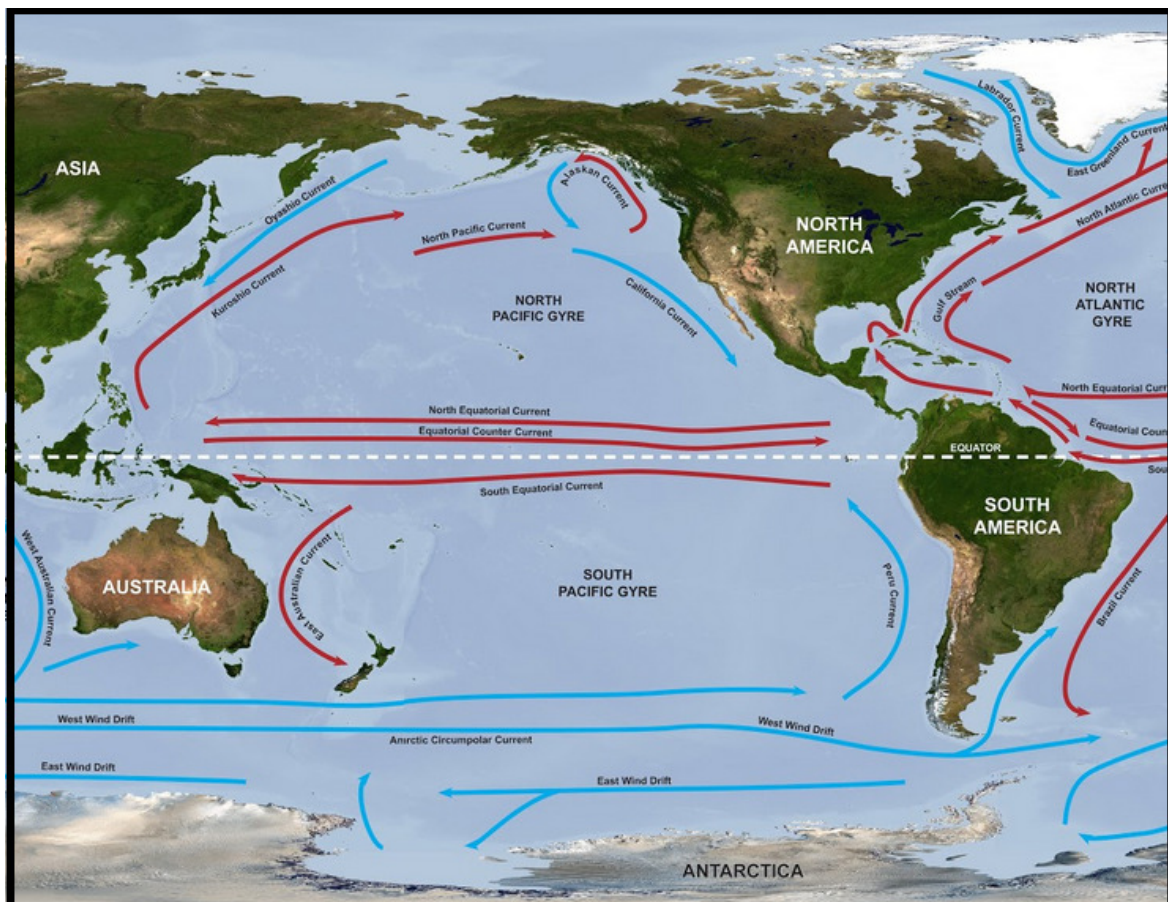 Labrador Current
East Greenland Current
ASIA
Oyashio Current
Alaskan Current
NORTH
AMERICA
North Atlantic Curre
North Pacific Current
Kuroshio Current
California Current
NORTH
PACIFIC GYRE
Gulf Stream
NORTH
ATLANTIC
GYRE
North Equatorial Current
North Equatorial Curr
Equatorial Counter Current
Equatorial Coun
EQUATOR
South Equatorial Current
Sou
SOUTH
AMERICA
West Australian Current
AUSTRALIA
East Australian Current
SOUTH
PACIFIC GYRE
Peru Current
Brazil Current
West Wind Drift
Anrctic Circumpolar Current
West Wind Drift
East Wind Drift
East Wind Drift
ANTARCTICA